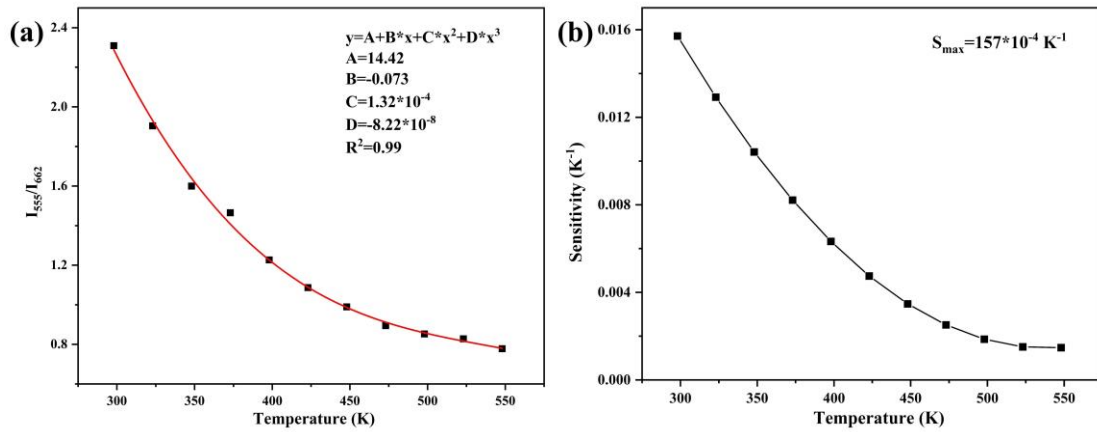 (a)
y=A+B*x+C*x²+D*x³
A=14.42
B=-0.073
C=1.32*10⁻⁴
D=-8.22*10⁻⁸
R²=0.99
2.4
2.0
1.6
1.2
0.8
I₅₅₅/I₆₆₂
300 350 400 450 500 550
Temperature (K)
(b)
Sₘₐₓ=157*10⁻⁴ K⁻¹
0.016
0.012
0.008
0.004
0.000
Sensitivity (K⁻¹)
300 350 400 450 500 550
Temperature (K)